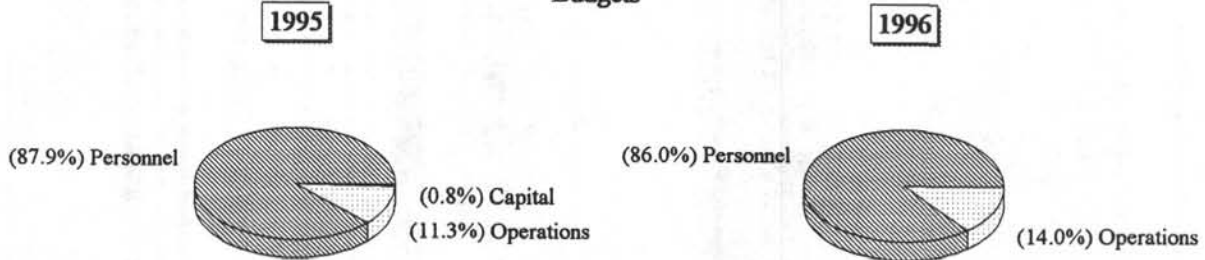 Budgets
1995
1996
(87.9%) Personnel
(0.8%) Capital
(11.3%) Operations
(86.0%) Personnel
(14.0%) Operations